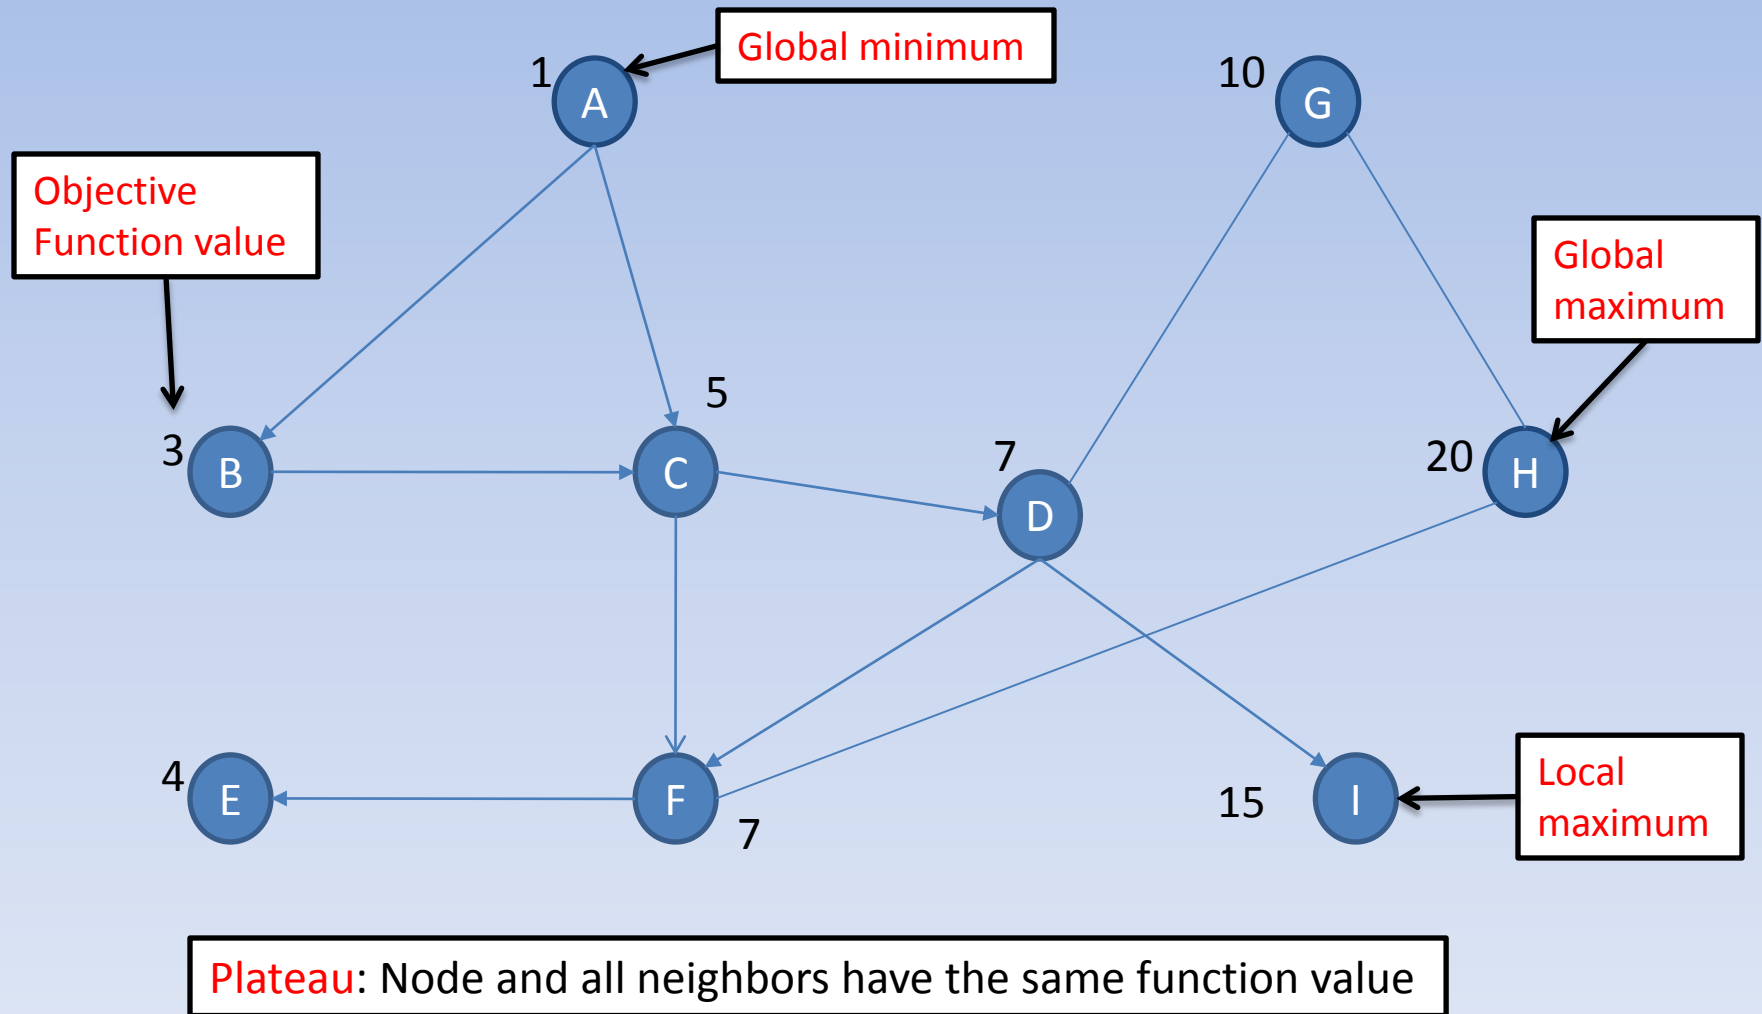 Global minimum
1
A
10
G
Objective
Function value
Global
maximum
5
3
B
C
7
D
20
H
4
E
F
7
15
I
Local
maximum
Plateau: Node and all neighbors have the same function value